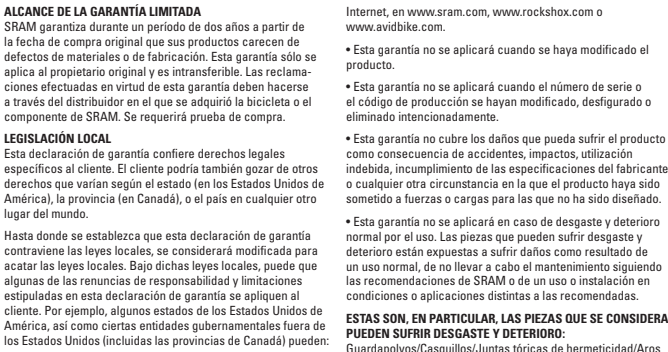 ALCANCE DE LA GARANTÍA LIMITADA
SRAM garantiza durante un período de dos años a partir de
la fecha de compra original que sus productos carecen de
defectos de materiales o de fabricación. Esta garantía sólo se
aplica al propietario original y es intransferible. Las reclama-
ciones efectuadas en virtud de esta garantía deben hacerse
a través del distribuidor en el que se adquirió la bicicleta o el
componente de SRAM. Se requerirá prueba de compra.
LEGISLACIÓN LOCAL
Esta declaración de garantía confiere derechos legales
específicos al cliente. El cliente podría también gozar de otros
derechos que varían según el estado (en los Estados Unidos de
América), la provincia (en Canadá), o el país en cualquier otro
lugar del mundo.
Hasta donde se establezca que esta declaración de garantía
contraviene las leyes locales, se considerará modificada para
acatar las leyes locales. Bajo dichas leyes locales, puede que
algunas de las renuncias de responsabilidad y limitaciones
estipuladas en esta declaración de garantía se apliquen al
cliente. Por ejemplo, algunos estados de los Estados Unidos de
América, así como ciertas entidades gubernamentales fuera de
los Estados Unidos (incluidas las provincias de Canadá) pueden:
Internet, en www.sram.com, www.rockshox.com o
www.avidbike.com.
• Esta garantía no se aplicará cuando se haya modificado el
producto.
• Esta garantía no se aplicará cuando el número de serie o
el código de producción se hayan modificado, desfigurado o
eliminado intencionadamente.
• Esta garantía no cubre los daños que pueda sufrir el producto
como consecuencia de accidentes, impactos, utilización
indebida, incumplimiento de las especificaciones del fabricante
o cualquier otra circunstancia en la que el producto haya sido
sometido a fuerzas o cargas para las que no ha sido diseñado.
• Esta garantía no se aplicará en caso de desgaste y deterioro
normal por el uso. Las piezas que pueden sufrir desgaste y
deterioro están expuestas a sufrir daños como resultado de
un uso normal, de no llevar a cabo el mantenimiento siguiendo
las recomendaciones de SRAM o de un uso o instalación en
condiciones o aplicaciones distintas a las recomendadas.
ESTAS SON, EN PARTICULAR, LAS PIEZAS QUE SE CONSIDERA
PUEDEN SUFRIR DESGASTE Y DETERIORO:
Guardapolvos/Casquillos/Juntas tóricas de hermeticidad/Aros